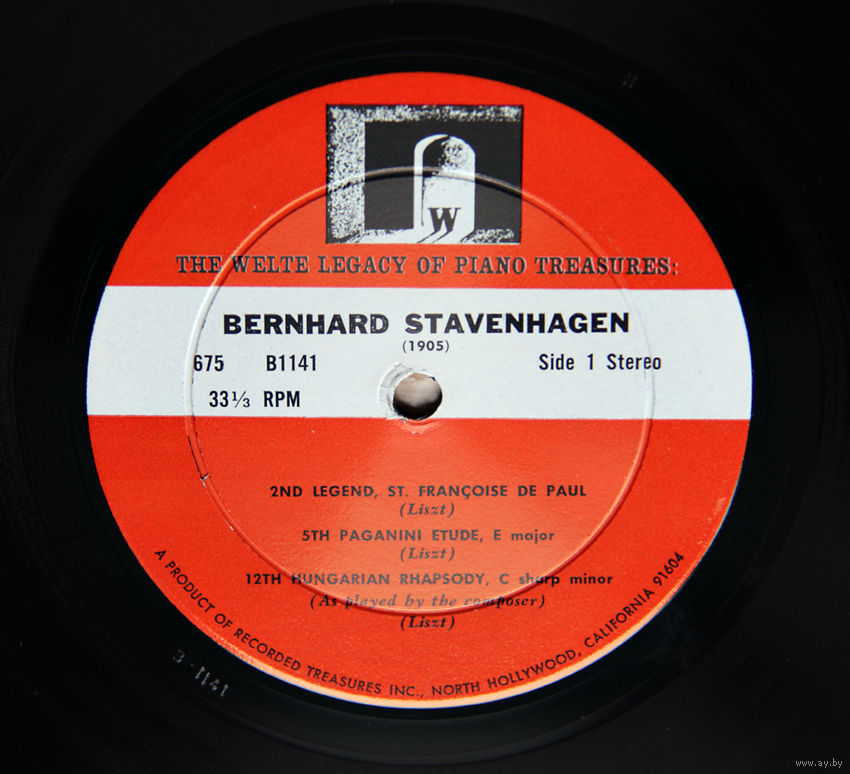 W
THE WELTE LEGACY OF PIANO TREASURES:
BERNHARD STAVENHAGEN
(1905)
675 B1141 Side 1 Stereo
33⅓ RPM
2ND LEGEND, ST. FRANÇOISE DE PAUL
(Liszt)
5TH PAGANINI ETUDE, E major
(Liszt)
12TH HUNGARIAN RHAPSODY, C sharp minor
(As played by the composer)
(Liszt)
A PRODUCT OF RECORDED TREASURES INC., NORTH HOLLYWOOD, CALIFORNIA 91604
www.ay.by